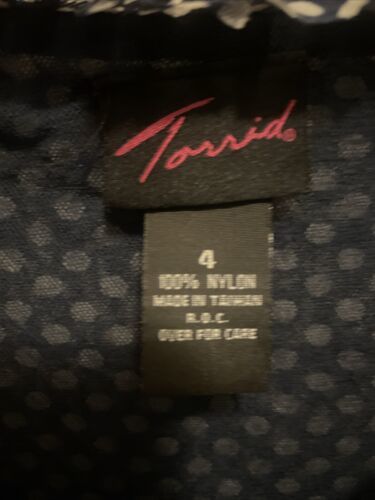 Torrid®
4
100% NYLON
MADE IN TAIWAN
R.O.C.
OVER FOR CARE